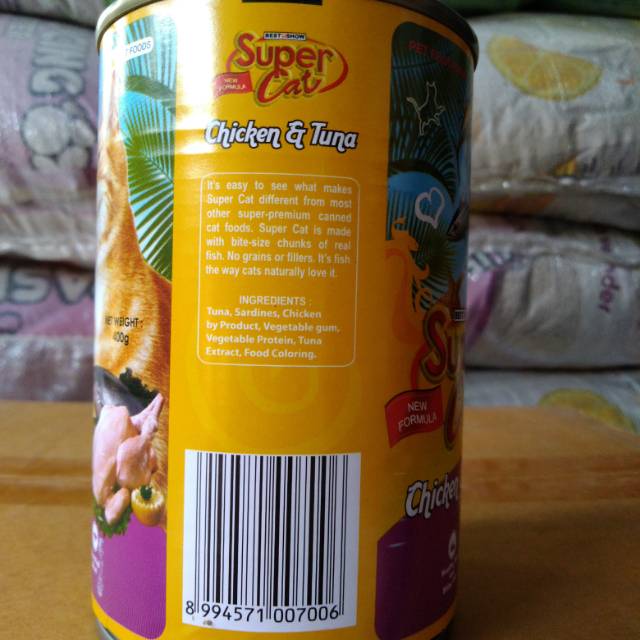 T FOODS
BEST IN SHOW
Super
Cat
NEW
FORMULA
Chicken & Tuna
It's easy to see what makes
Super Cat different from most
other super-premium canned
cat foods. Super Cat is made
with bite-size chunks of real
fish. No grains or fillers. It's fish
the way cats naturally love it.
INGREDIENTS :
Tuna, Sardines, Chicken
by Product, Vegetable gum,
Vegetable Protein, Tuna
Extract, Food Coloring.
NET WEIGHT :
400g
8 994571 007006
PET
Su
NEW
FORMULA
Chicken